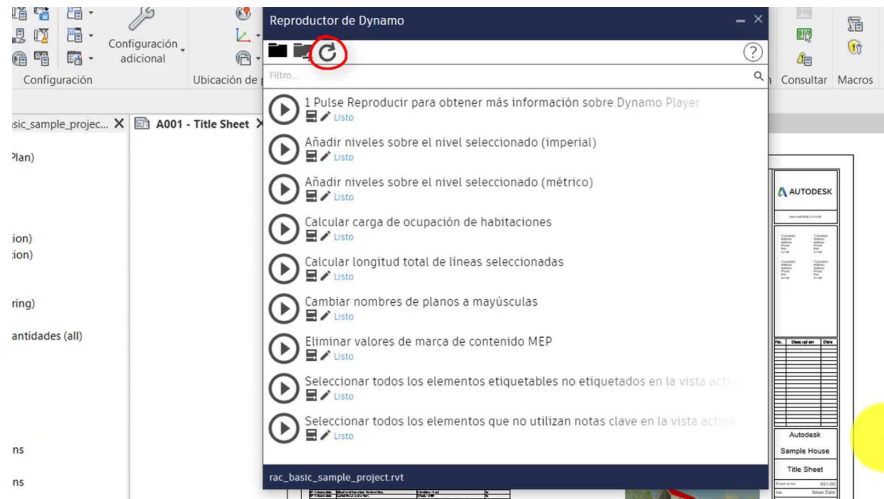 Reproductor de Dynamo
Configuración
adicional
Configuración
Ubicación de
Consultar
Macros
Filtro...
A001 - Title Sheet
1 Pulse Reproducir para obtener más información sobre Dynamo Player
Listo
Añadir niveles sobre el nivel seleccionado (imperial)
Listo
Añadir niveles sobre el nivel seleccionado (métrico)
Listo
Calcular carga de ocupación de habitaciones
Listo
Calcular longitud total de líneas seleccionadas
Listo
Cambiar nombres de planos a mayúsculas
Listo
Eliminar valores de marca de contenido MEP
Listo
Seleccionar todos los elementos etiquetables no etiquetados en la vista
Listo
Seleccionar todos los elementos que no utilizan notas clave en la vista
Listo
rac_basic_sample_project.rvt
Plan)
ion)
ring)
antidades (all)
ns
ns
AUTODESK
No. Description Date
Autodesk
Sample House
Title Sheet